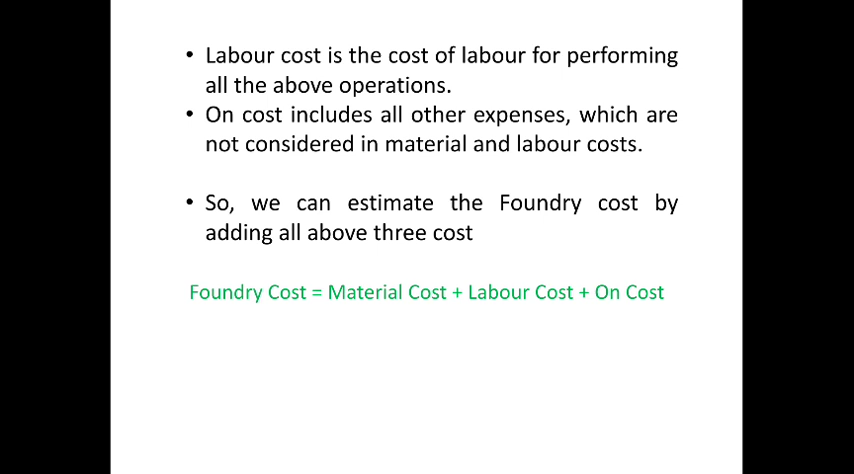 • Labour cost is the cost of labour for performing
all the above operations.
• On cost includes all other expenses, which are
not considered in material and labour costs.
• So, we can estimate the Foundry cost by
adding all above three cost
Foundry Cost = Material Cost + Labour Cost + On Cost